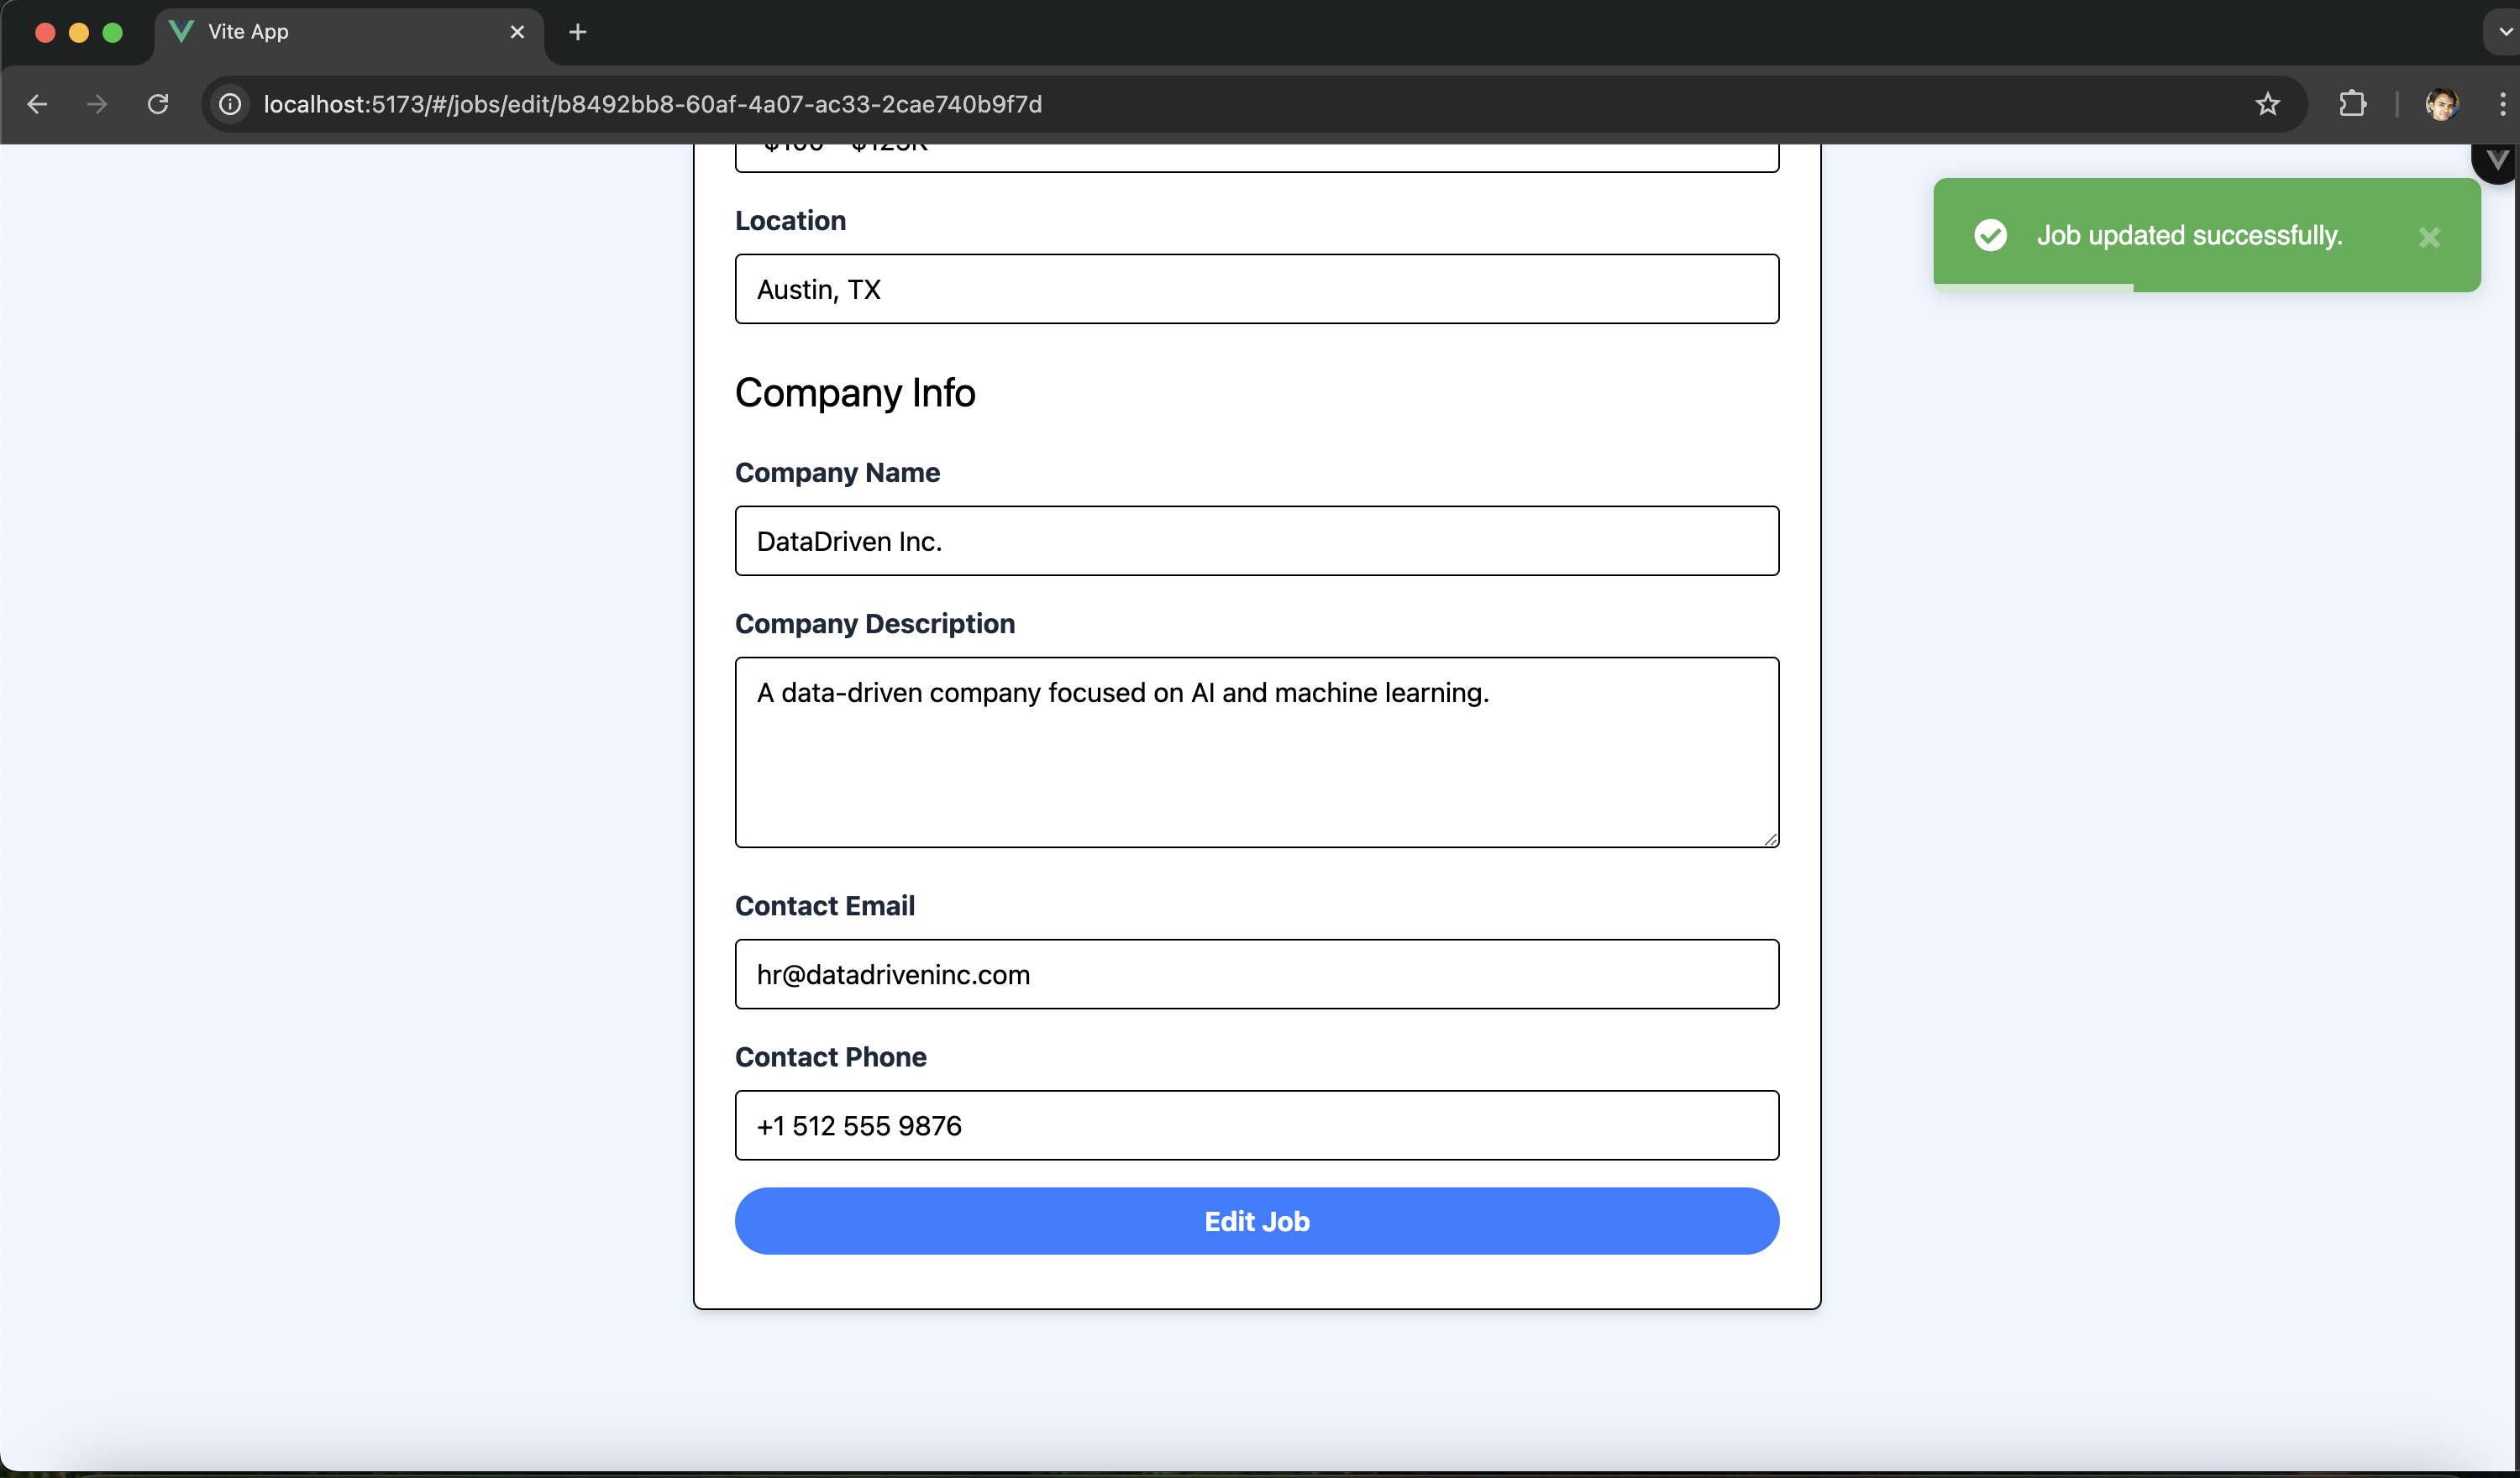 Vite App
localhost:5173/#/jobs/edit/b8492bb8-60af-4a07-ac33-2cae740b9f7d
Job updated successfully.
Location
Austin, TX
Company Info
Company Name
DataDriven Inc.
Company Description
A data-driven company focused on AI and machine learning.
Contact Email
hr@datadriveninc.com
Contact Phone
+1 512 555 9876
Edit Job